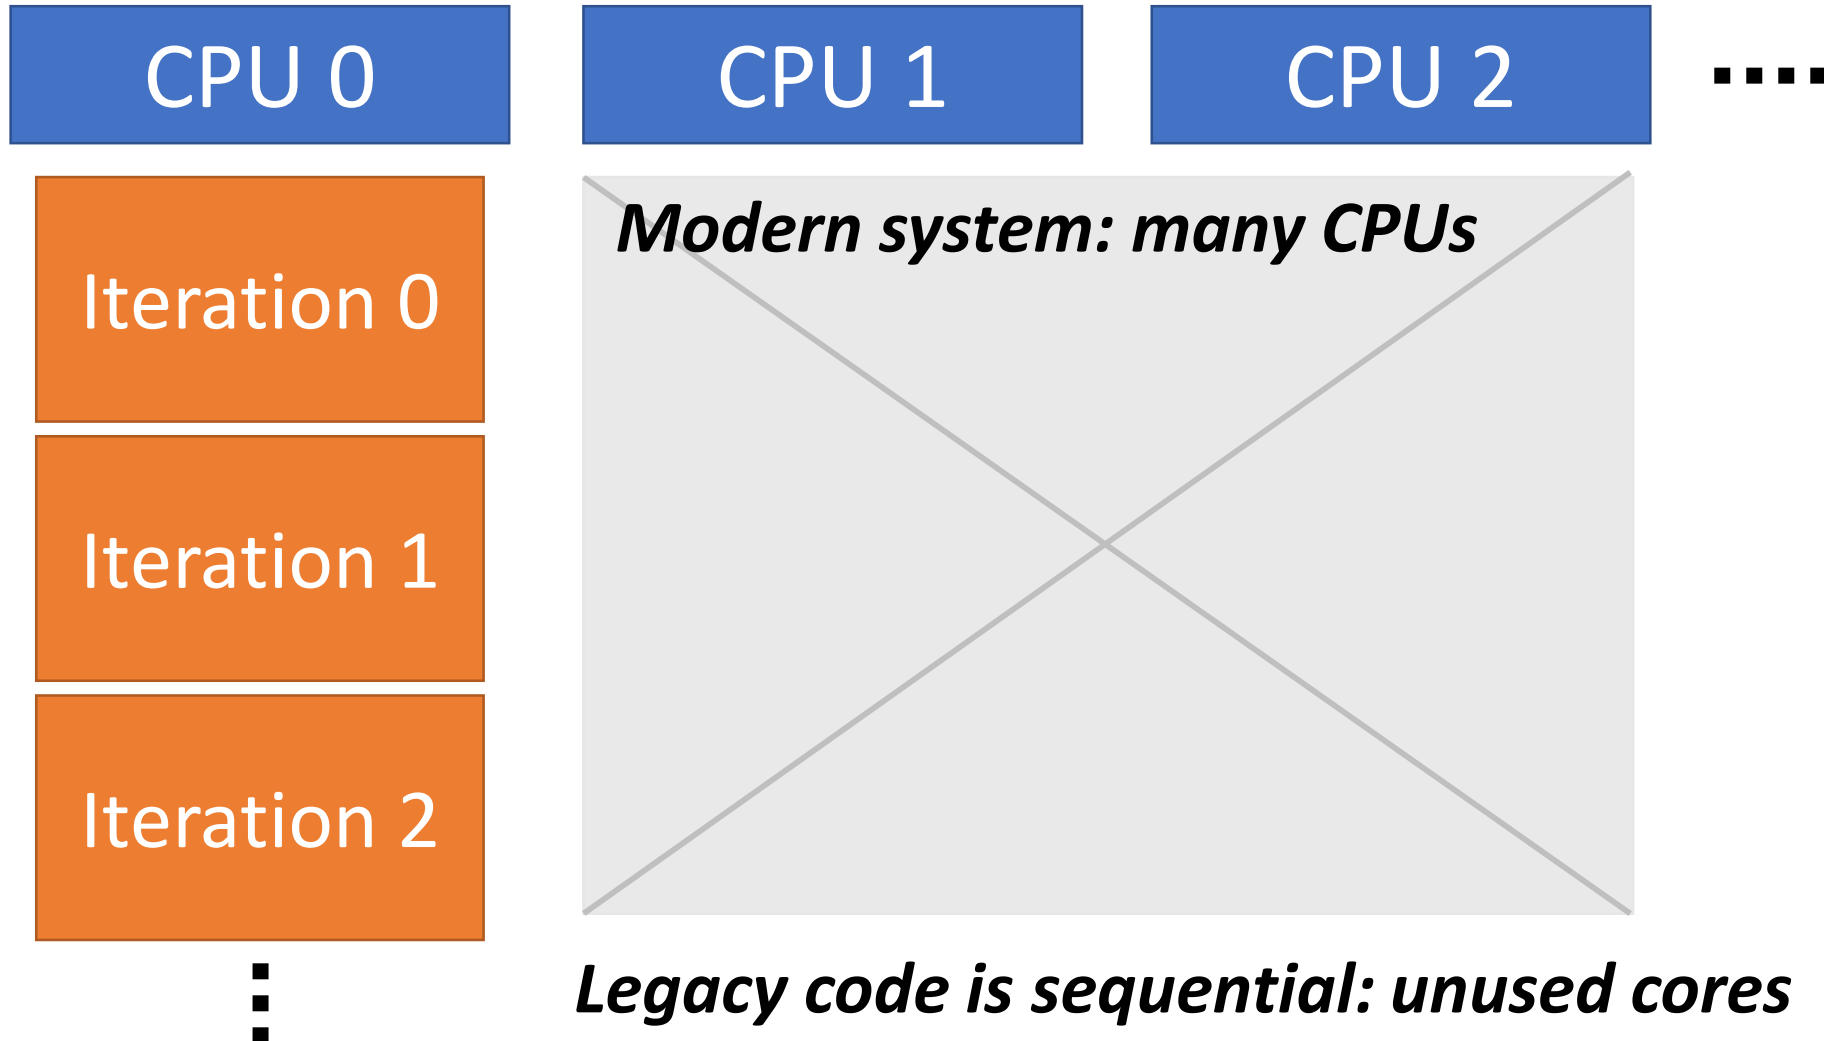 CPU 0
CPU 1
CPU 2
Modern system: many CPUs
Iteration 0
Iteration 1
Iteration 2
Legacy code is sequential: unused cores